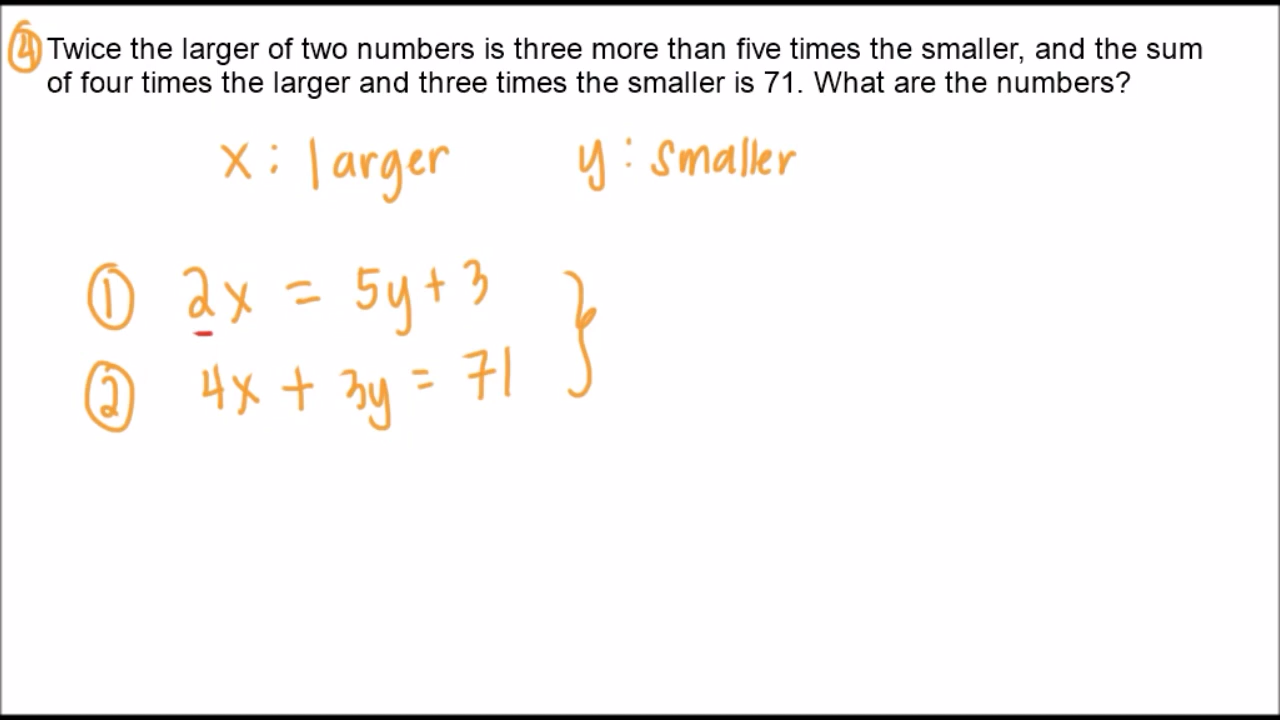 ④ Twice the larger of two numbers is three more than five times the smaller, and the sum
of four times the larger and three times the smaller is 71. What are the numbers?
x : larger y : smaller
① 2x = 5y + 3
② 4x + 3y = 71